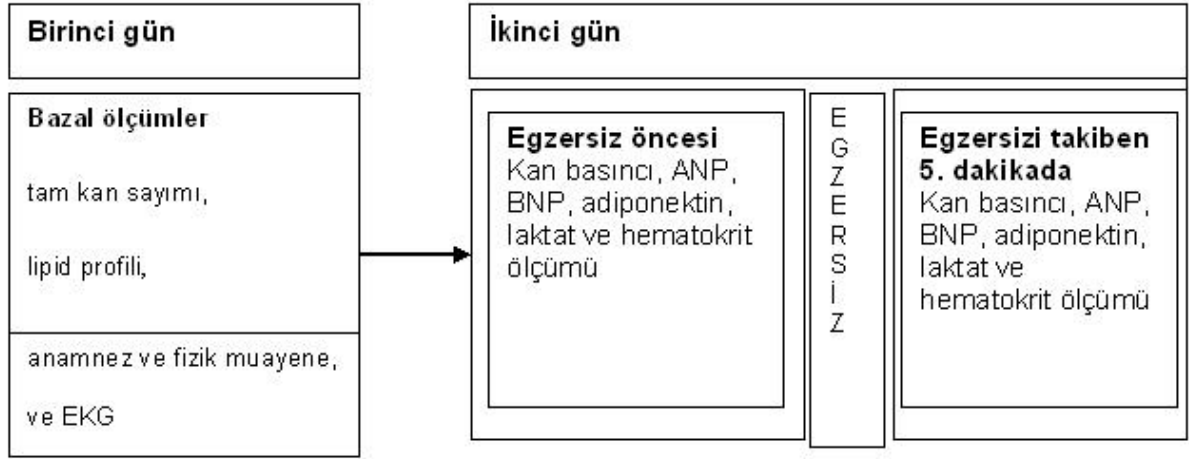 Birinci gün
Bazal ölçümler
tam kan sayımı,
lipid profili,
anamnez ve fizik muayene,
ve EKG
İkinci gün
Egzersiz öncesi
Kan basıncı, ANP,
BNP, adiponektin,
laktat ve hematokrit
ölçümü
E
G
Z
E
R
S
İ
Z
Egzersizi takiben
5. dakikada
Kan basıncı, ANP,
BNP, adiponektin,
laktat ve
hematokrit ölçümü